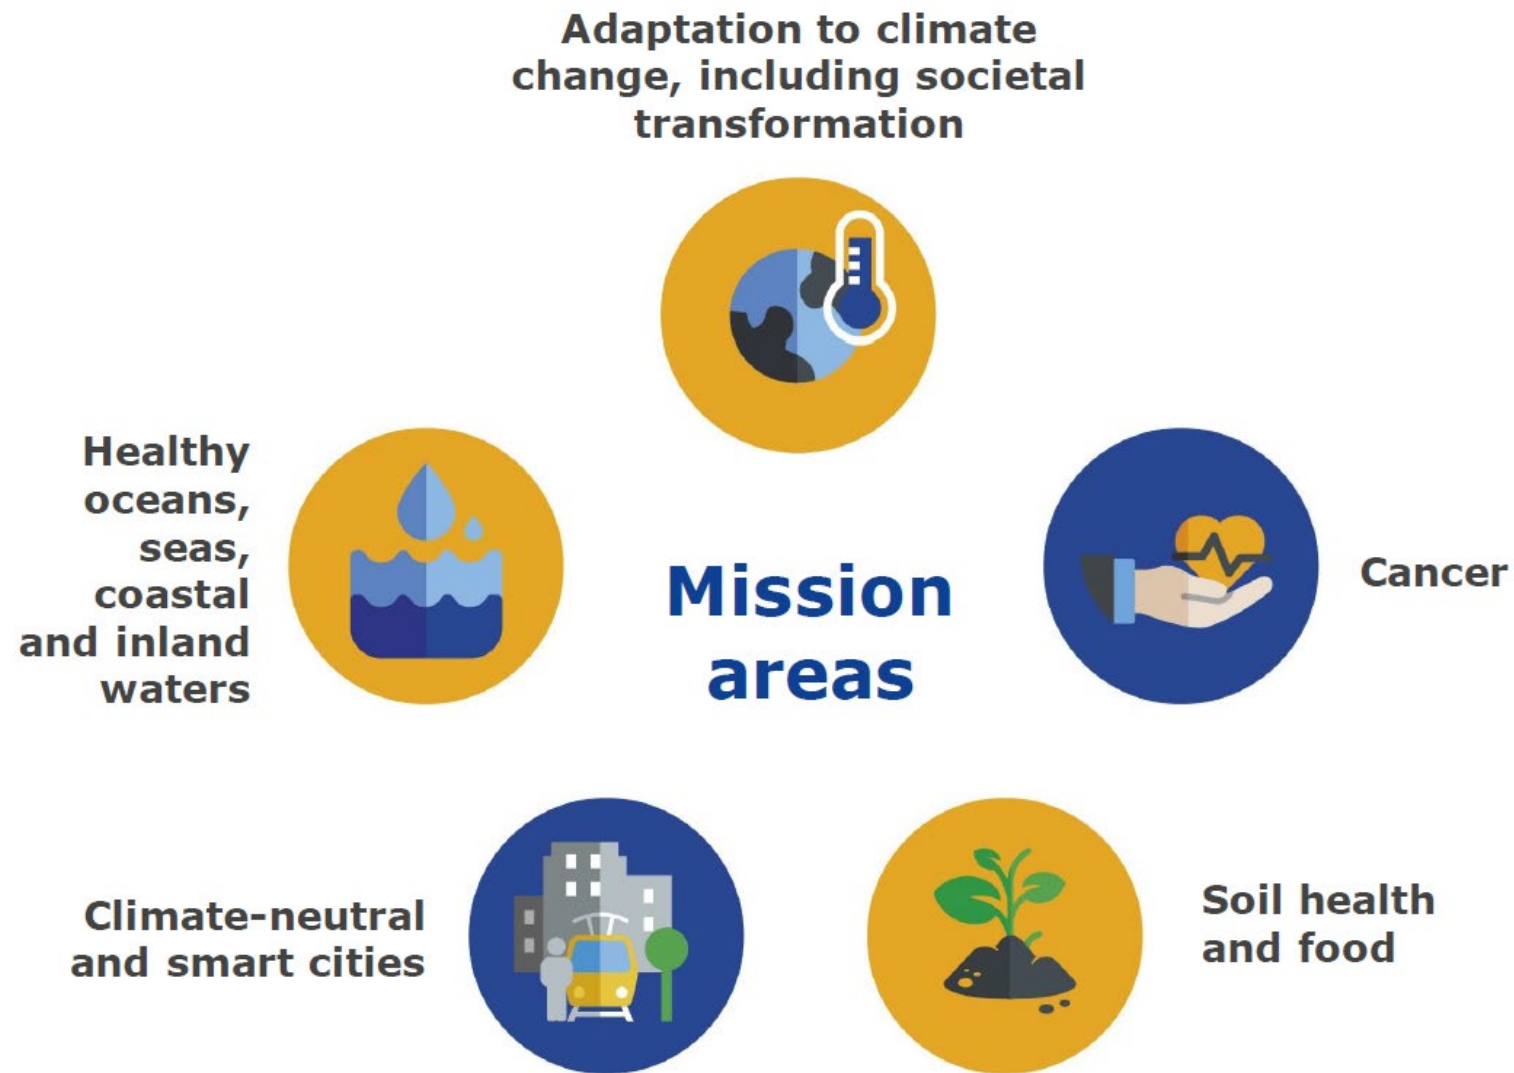 Adaptation to climate
change, including societal
transformation
Healthy
oceans,
seas,
coastal
and inland
waters
Mission
areas
Cancer
Climate-neutral
and smart cities
Soil health
and food